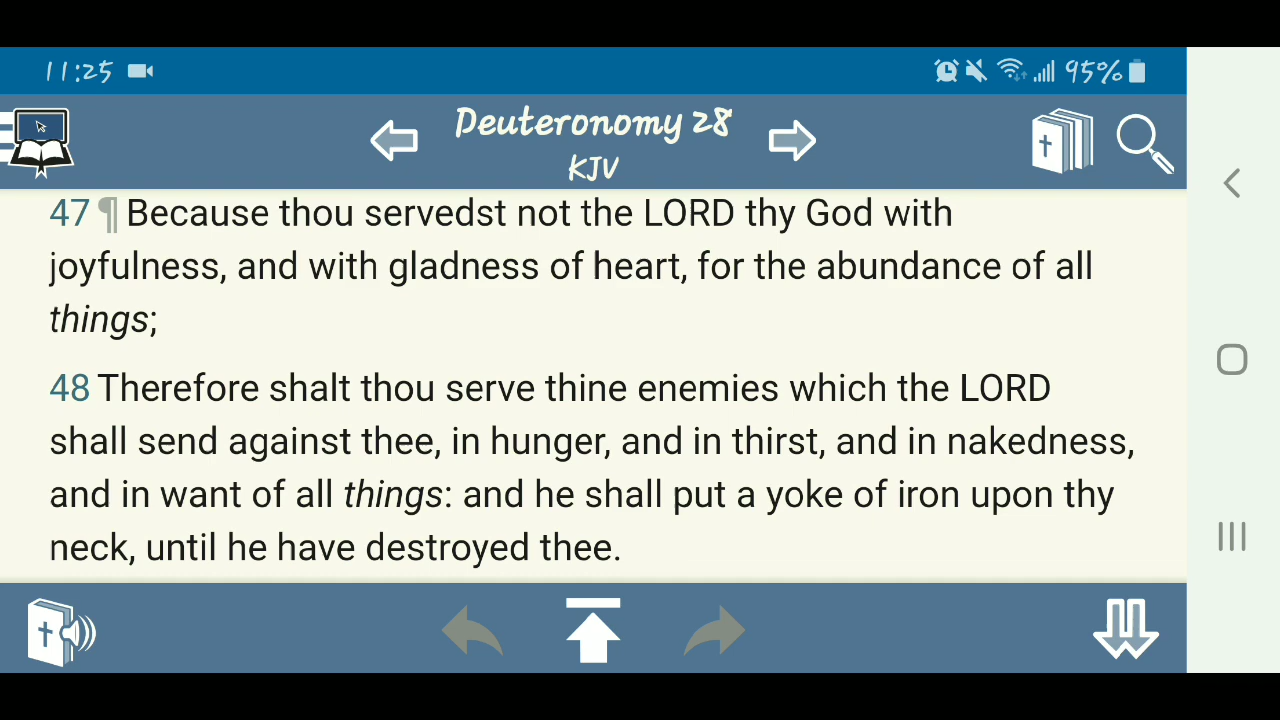 11:25 95%
Deuteronomy 28
KJV
47 ¶ Because thou servedst not the LORD thy God with
joyfulness, and with gladness of heart, for the abundance of all
things;
48 Therefore shalt thou serve thine enemies which the LORD
shall send against thee, in hunger, and in thirst, and in nakedness,
and in want of all things: and he shall put a yoke of iron upon thy
neck, until he have destroyed thee.